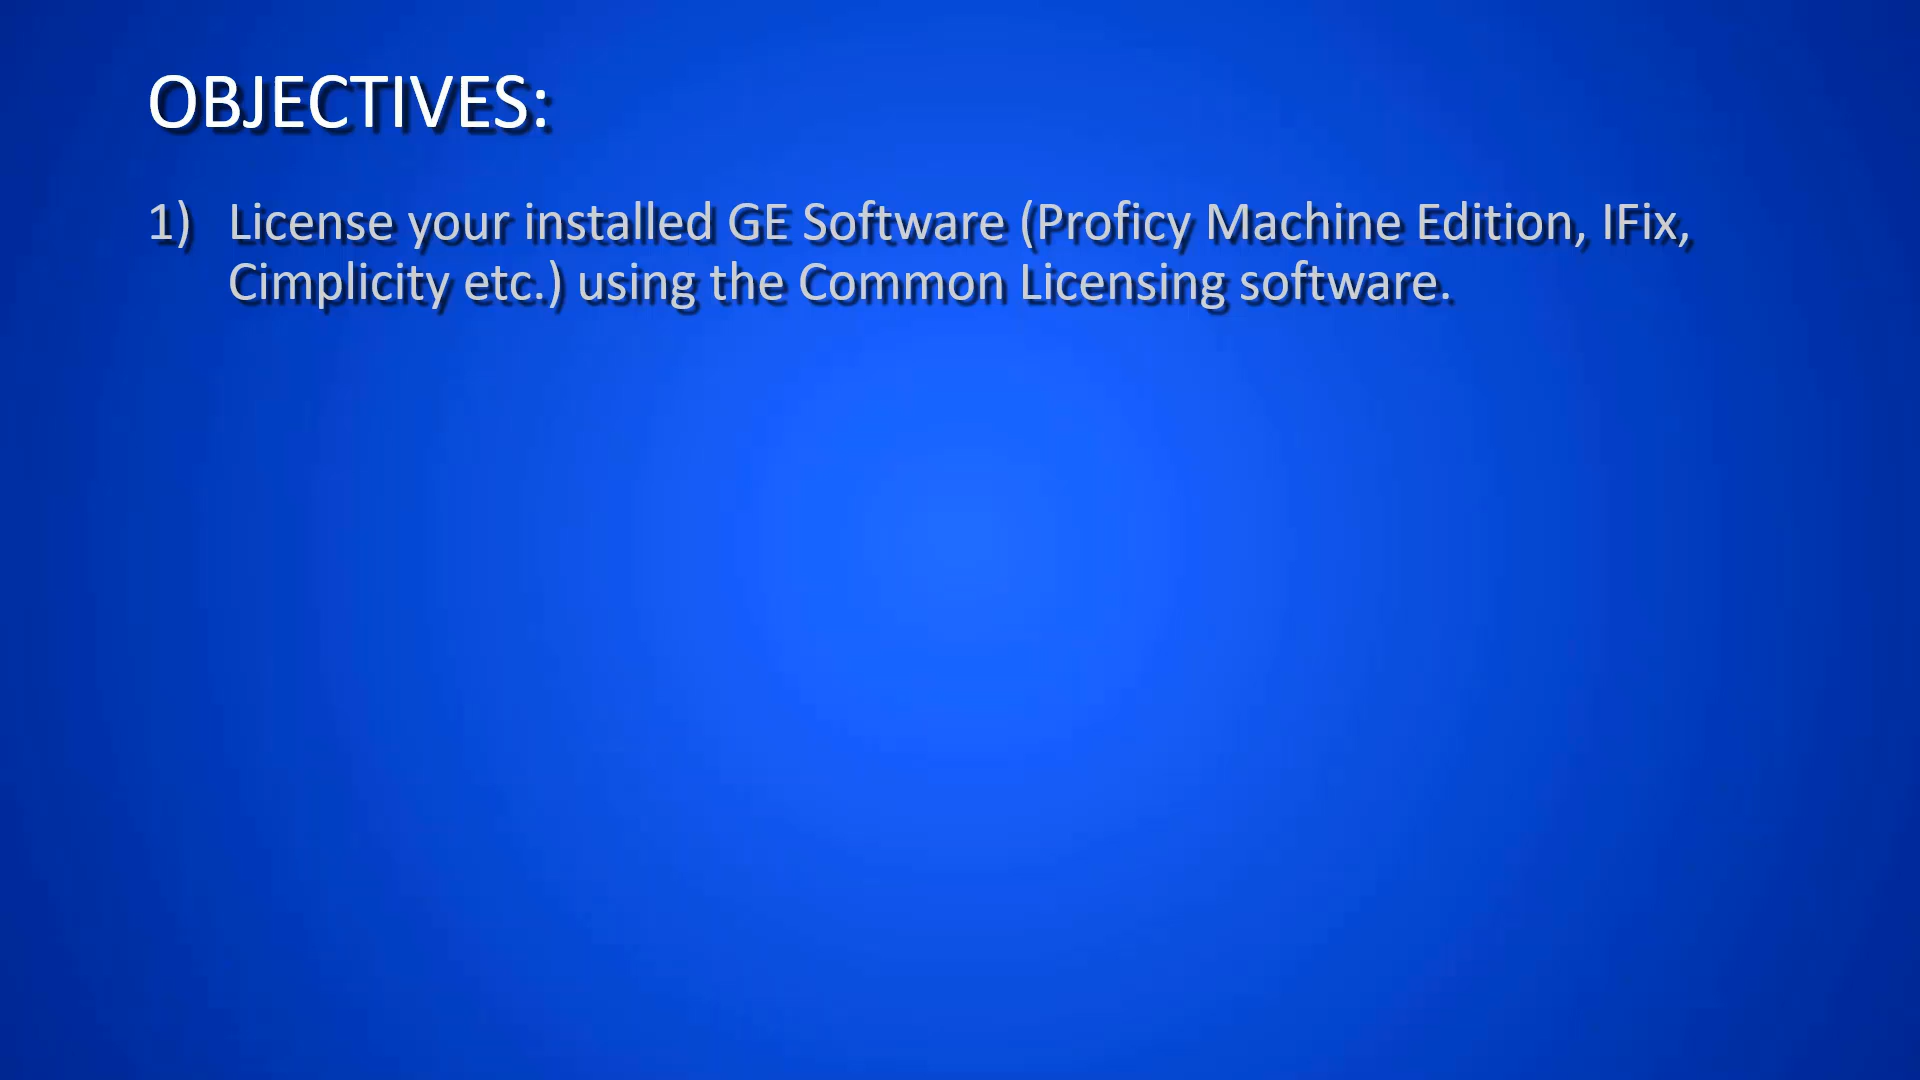 OBJECTIVES:
1) License your installed GE Software (Proficy Machine Edition, IFix,
Cimplicity etc.) using the Common Licensing software.